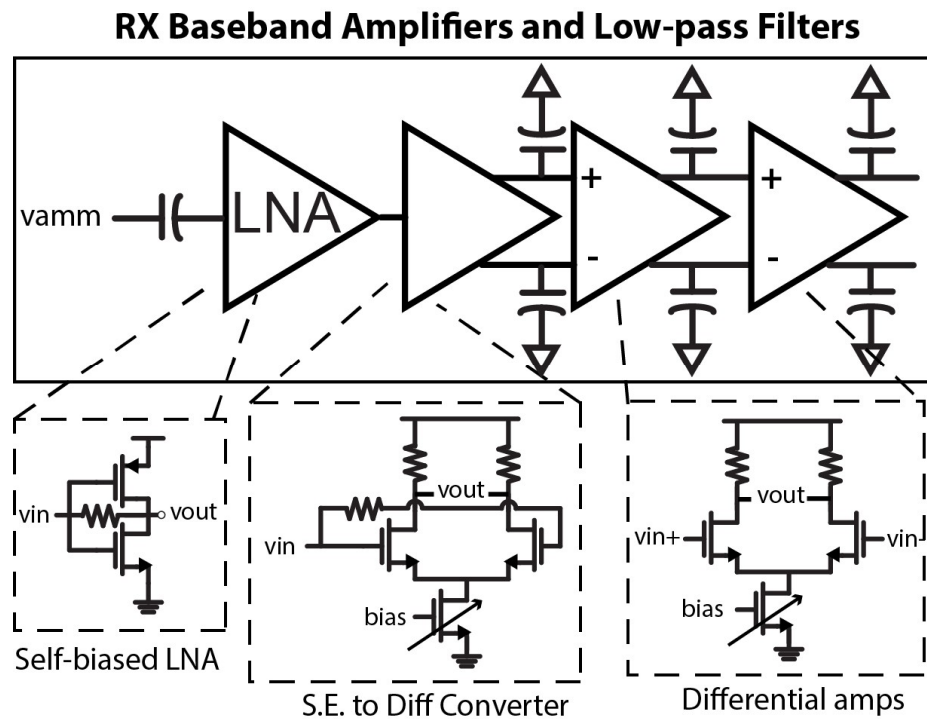 RX Baseband Amplifiers and Low-pass Filters
vamm
LNA
+
-
+
-
vin
vout
Self-biased LNA
vout
vin
bias
S.E. to Diff Converter
vout
vin+
vin-
bias
Differential amps